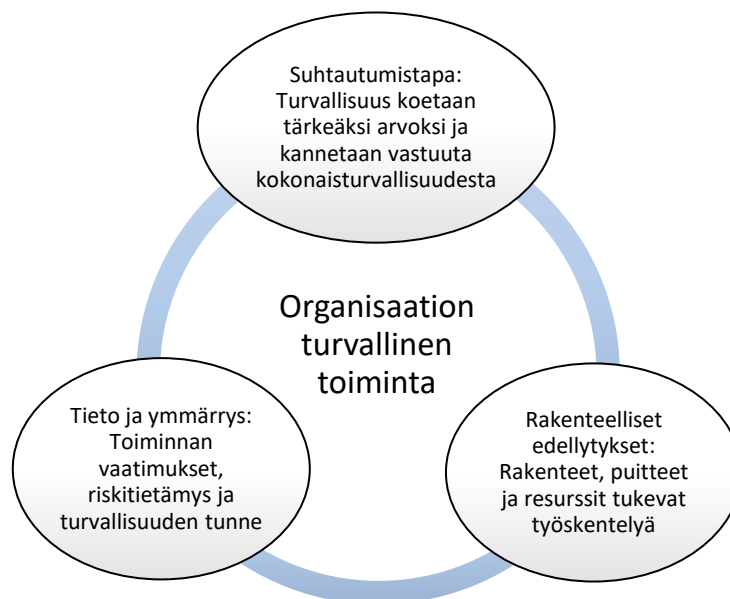 Suhtautumistapa:
Turvallisuus koetaan
tärkeäksi arvoksi ja
kannetaan vastuuta
kokonaisturvallisuudesta
Organisaation
turvallinen
toiminta
Tieto ja ymmärrys:
Toiminnan
vaatimukset,
riskitietämys ja
turvallisuuden tunne
Rakenteelliset
edellytykset:
Rakenteet, puitteet
ja resurssit tukevat
työskentelyä